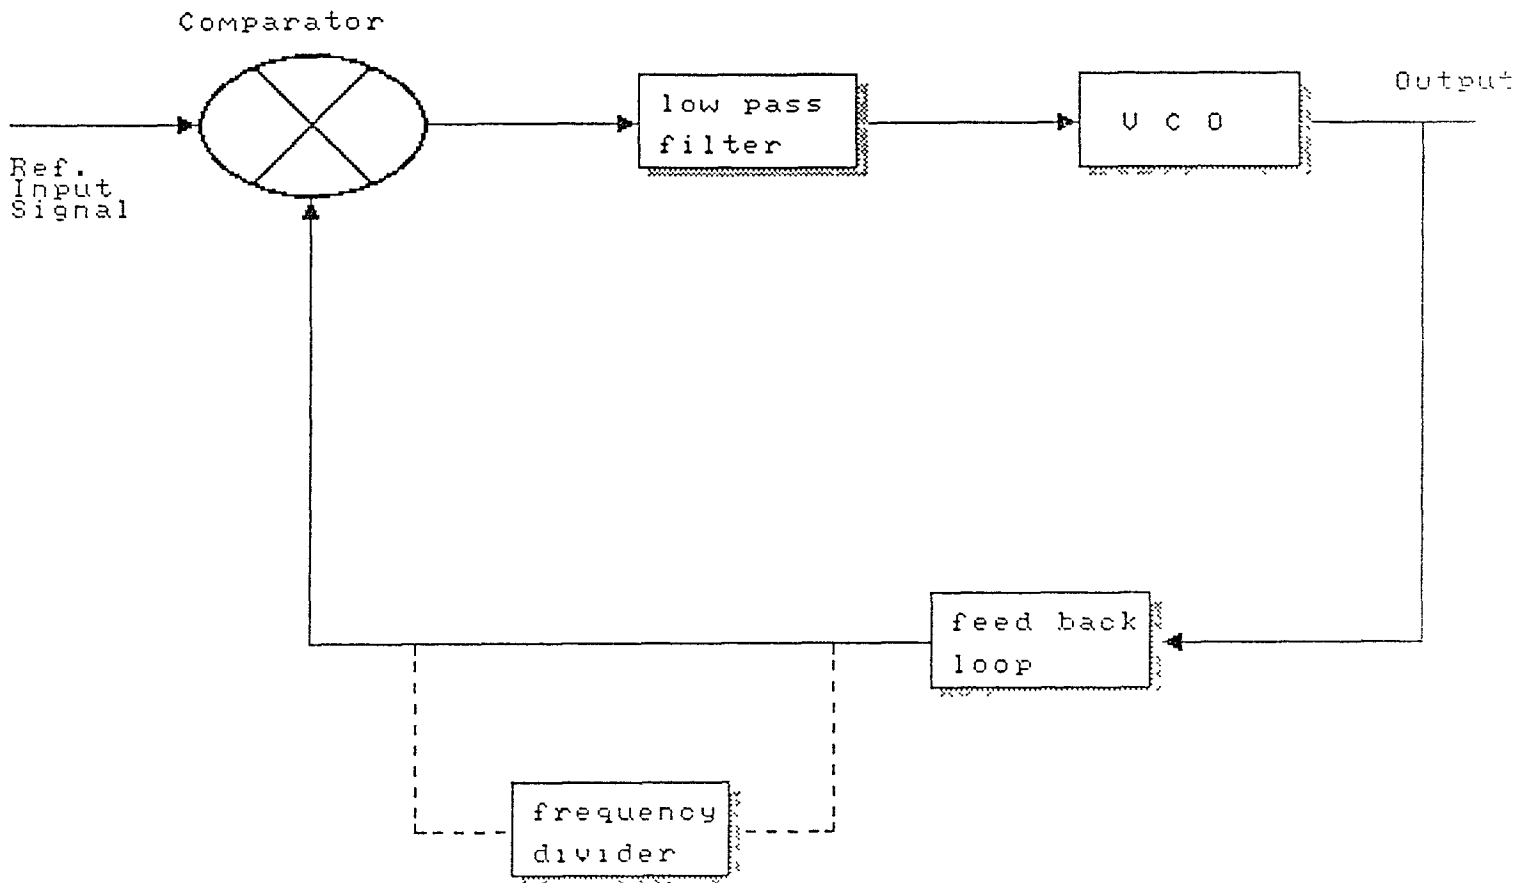 Comparator
Output
low pass
filter
V C O
Ref.
Input
Signal
feed back
loop
frequency
divider